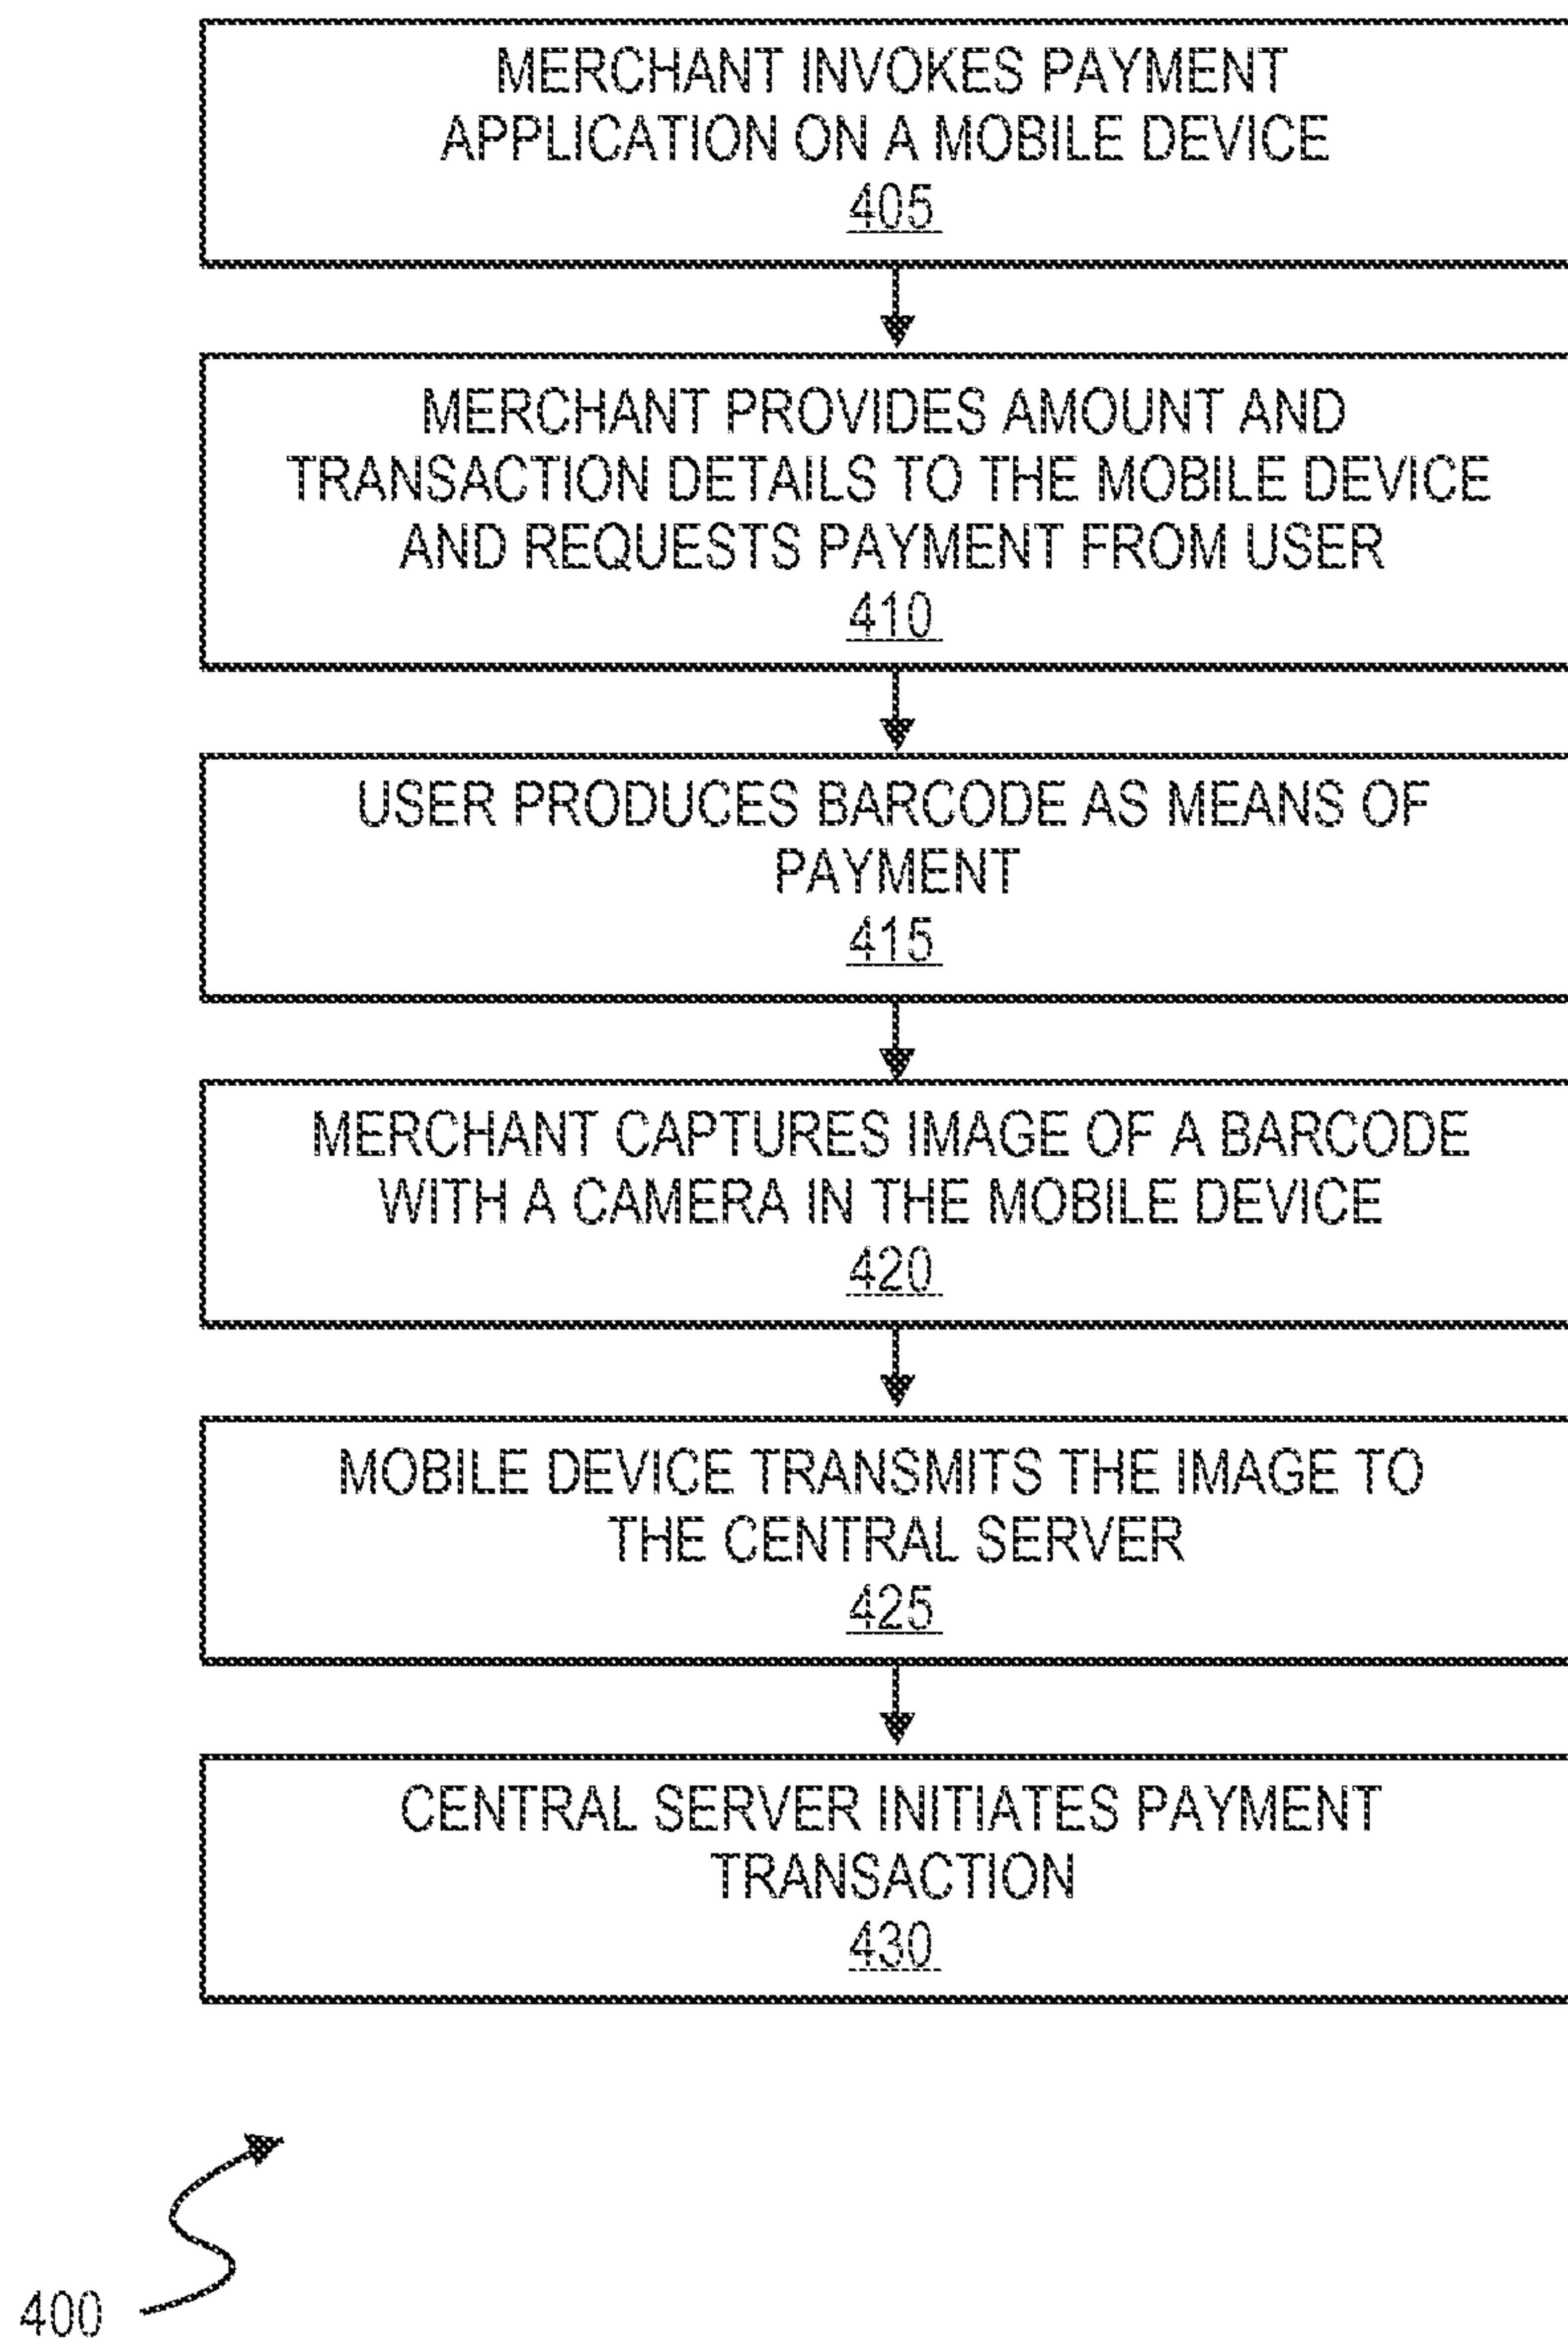 MERCHANT INVOKES PAYMENT
APPLICATION ON A MOBILE DEVICE
405
MERCHANT PROVIDES AMOUNT AND
TRANSACTION DETAILS TO THE MOBILE DEVICE
AND REQUESTS PAYMENT FROM USER
410
USER PRODUCES BARCODE AS MEANS OF
PAYMENT
415
MERCHANT CAPTURES IMAGE OF A BARCODE
WITH A CAMERA IN THE MOBILE DEVICE
420
MOBILE DEVICE TRANSMITS THE IMAGE TO
THE CENTRAL SERVER
425
CENTRAL SERVER INITIATES PAYMENT
TRANSACTION
430
400